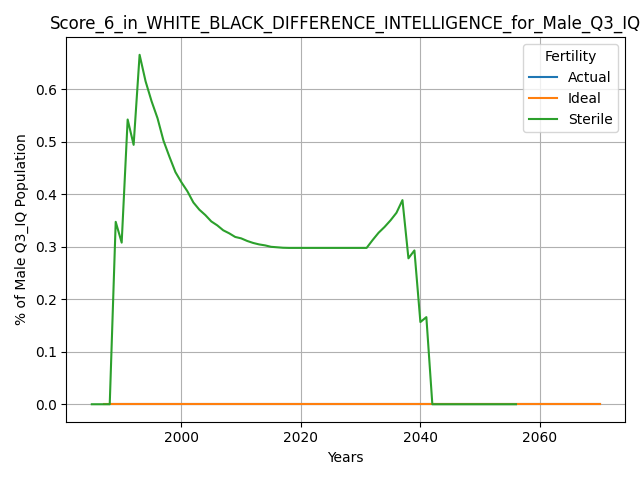 Score_6_in_WHITE_BLACK_DIFFERENCE_INTELLIGENCE_for_Male_Q3_IQ
Fertility
Actual
Ideal
Sterile
% of Male Q3_IQ Population
0.6
0.5
0.4
0.3
0.2
0.1
0.0
2000
2020
2040
2060
Years